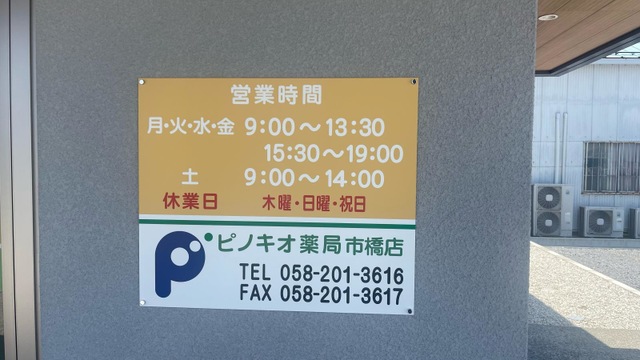 営業時間
月・火・水・金 9:00～13:30
15:30～19:00
土 9:00～14:00
休業日 木曜・日曜・祝日
ピノキオ薬局市橋店
TEL 058-201-3616
FAX 058-201-3617